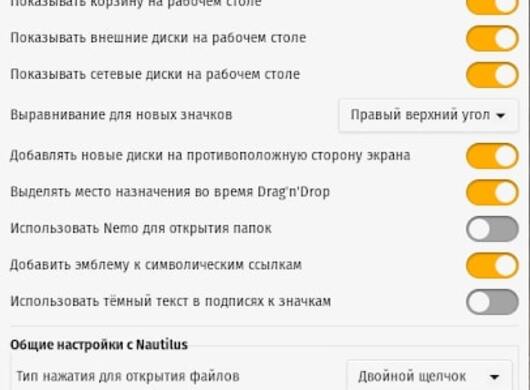 Показывать корзину на рабочем столе
Показывать внешние диски на рабочем столе
Показывать сетевые диски на рабочем столе
Выравнивание для новых значков Правый верхний угол
Добавлять новые диски на противоположную сторону экрана
Выделять место назначения во время Drag'n'Drop
Использовать Nemo для открытия папок
Добавить эмблему к символическим ссылкам
Использовать тёмный текст в подписях к значкам
Общие настройки с Nautilus
Тип нажатия для открытия файлов Двойной щелчок